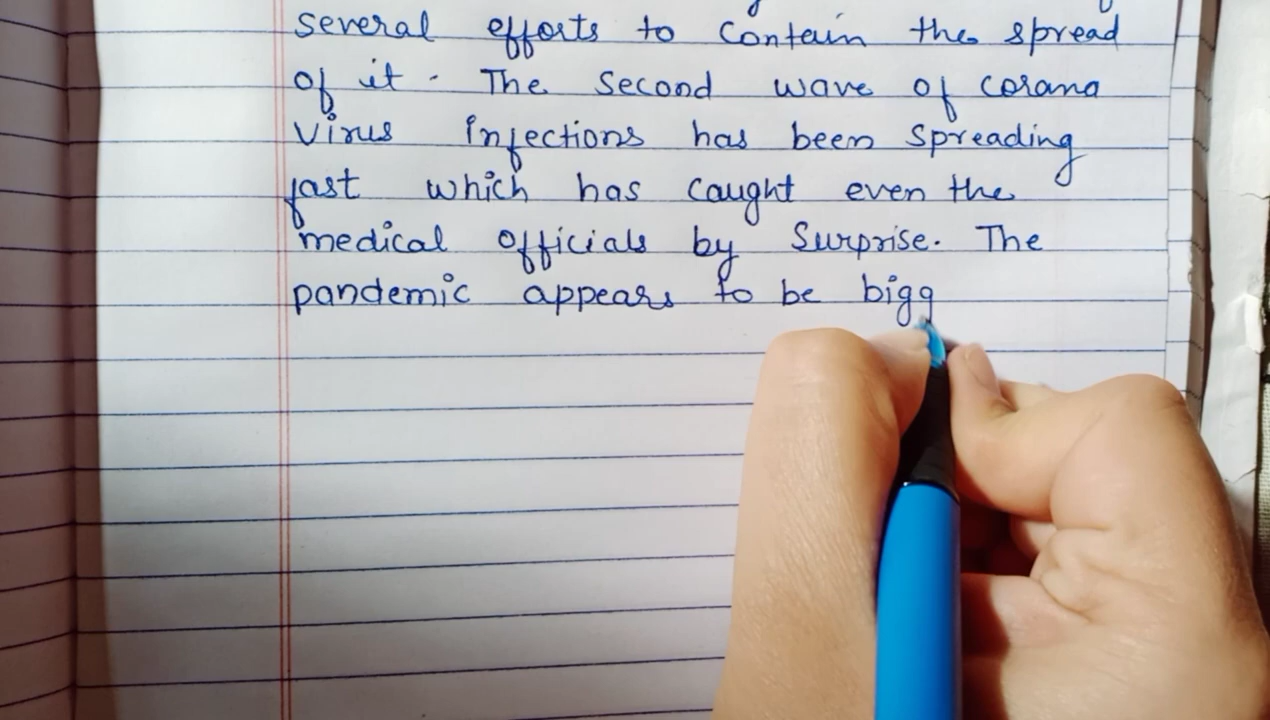 several efforts to contain the spread
of it. The second wave of corana
virus infections has been spreading
fast which has caught even the
medical officials by surprise. The
pandemic appears to be bigg